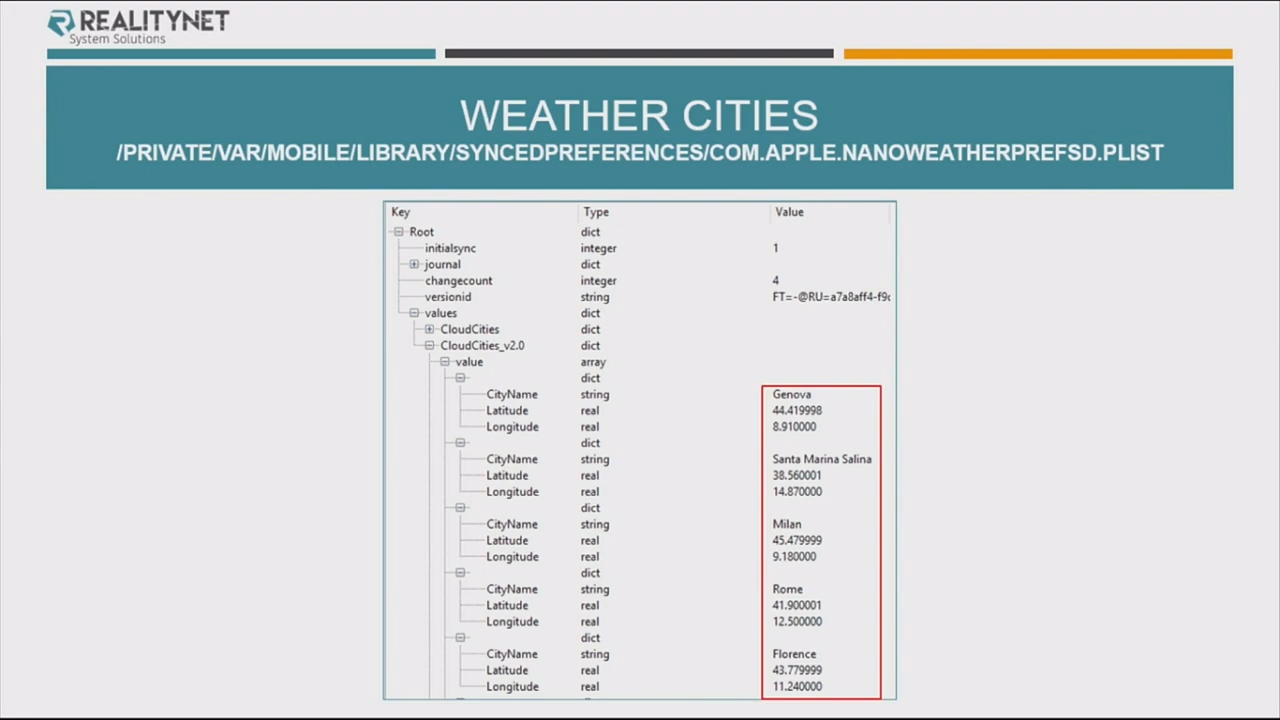 REALITYNET
System Solutions
WEATHER CITIES
/PRIVATE/VAR/MOBILE/LIBRARY/SYNCEDPREFERENCES/COM.APPLE.NANOWEATHERPREFSD.PLIST
Key Type Value
Root dict
initialsync integer 1
journal dict
changecount integer 4
versionid string FT=-@RU=a7a8aff4-f9c
values dict
CloudCities dict
CloudCities_v2.0 dict
value array
dict
CityName string Genova
Latitude real 44.419998
Longitude real 8.910000
dict
CityName string Santa Marina Salina
Latitude real 38.560001
Longitude real 14.870000
dict
CityName string Milan
Latitude real 45.479999
Longitude real 9.180000
dict
CityName string Rome
Latitude real 41.900001
Longitude real 12.500000
dict
CityName string Florence
Latitude real 43.779999
Longitude real 11.240000